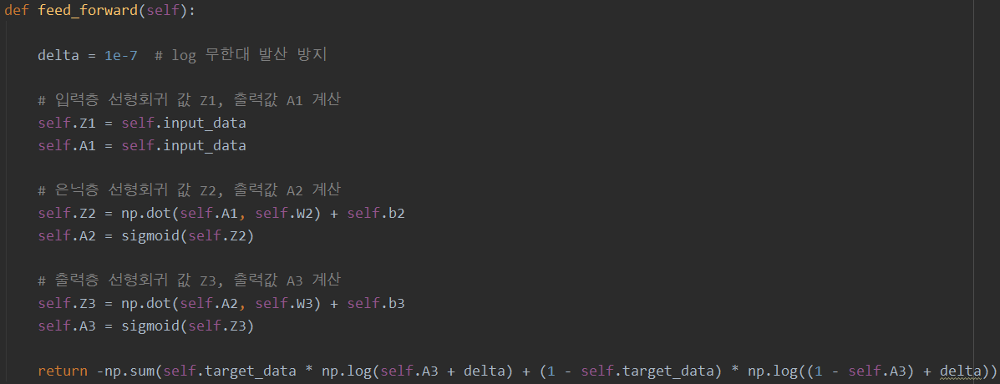 def feed_forward(self):
delta = 1e-7  # log 무한대 발산 방지
# 입력층 선형회귀 값 Z1, 출력값 A1 계산
self.Z1 = self.input_data
self.A1 = self.input_data
# 은닉층 선형회귀 값 Z2, 출력값 A2 계산
self.Z2 = np.dot(self.A1, self.W2) + self.b2
self.A2 = sigmoid(self.Z2)
# 출력층 선형회귀 값 Z3, 출력값 A3 계산
self.Z3 = np.dot(self.A2, self.W3) + self.b3
self.A3 = sigmoid(self.Z3)
return -np.sum(self.target_data * np.log(self.A3 + delta) + (1 - self.target_data) * np.log((1 - self.A3) + delta))